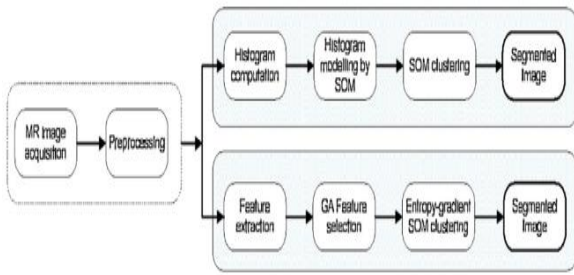 MR Image
acquisition
Preprocessing
Histogram
computation
Histogram
modelling by
SOM
SOM clustering
Segmented
Image
Feature
extraction
GA Feature
selection
Entropy-gradient
SOM clustering
Segmented
Image